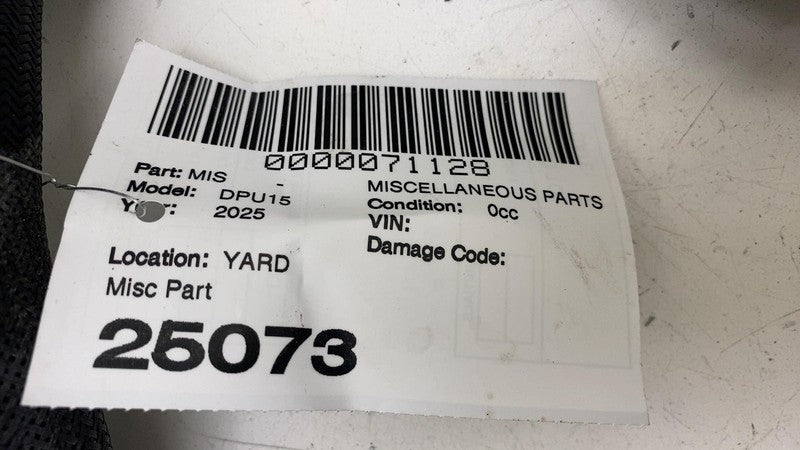 0000071128
Part: MIS - MISCELLANEOUS PARTS
Model: DPU15 Condition: 0cc
2025 VIN:
Damage Code:
Location: YARD
Misc Part
25073